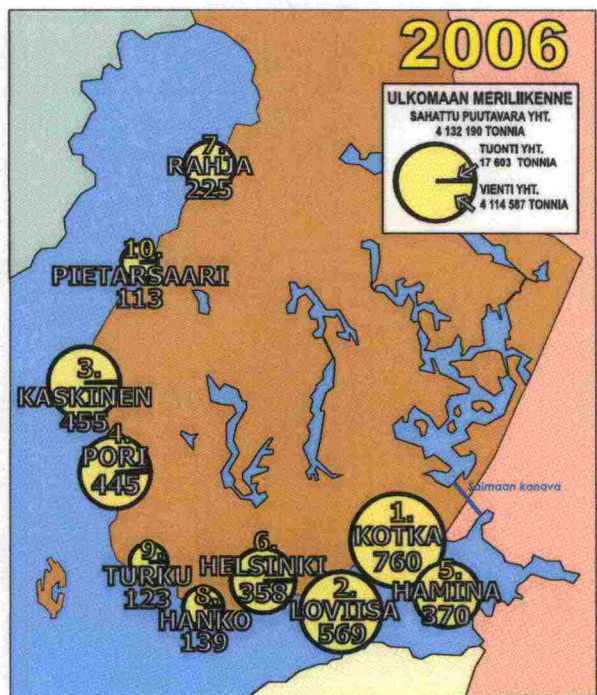 2006
ULKOMAAN MERILIIKENNE
SAHATTU PUUTAVARA YHT.
4 132 190 TONNIA
TUONTI YHT.
17 603 TONNIA
VIENTI YHT.
4 114 587 TONNIA
7.
RAHJA
225
10.
PIETARSAARI
113
3.
KASKINEN
455
4.
PORI
445
Saimaan kanava
1.
KOTKA
760
9.
TURKU
123
6.
HELSINKI
358
5.
HAMINA
370
8.
HANKO
139
2.
LOVIISA
569